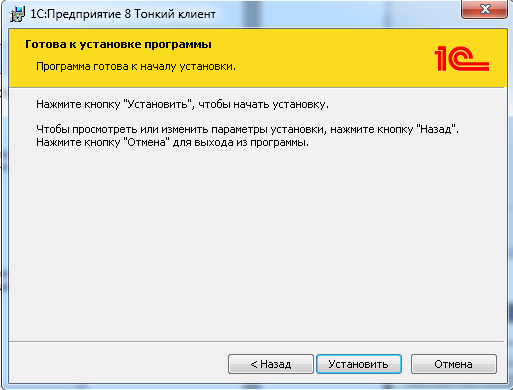 1С:Предприятие 8 Тонкий клиент
Готова к установке программы
Программа готова к началу установки.
1С
Нажмите кнопку "Установить", чтобы начать установку.
Чтобы просмотреть или изменить параметры установки, нажмите кнопку "Назад".
Нажмите кнопку "Отмена" для выхода из программы.
< Назад
Установить
Отмена